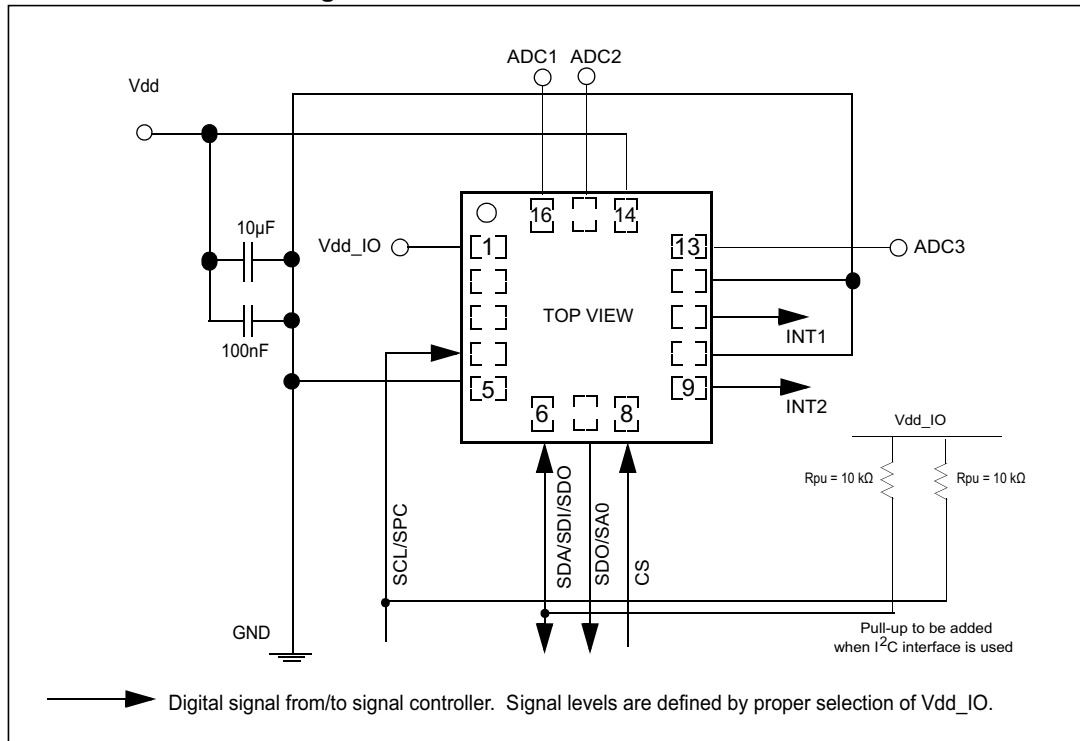 ADC1 ADC2
Vdd
16
14
10µF
Vdd_IO
1
13
ADC3
TOP VIEW
INT1
100nF
5
9
INT2
6
8
Vdd_IO
Rpu = 10 kΩ
Rpu = 10 kΩ
SCL/SPC
SDA/SDI/SDO
SDO/SA0
CS
GND
Pull-up to be added
when I²C interface is used
Digital signal from/to signal controller. Signal levels are defined by proper selection of Vdd_IO.